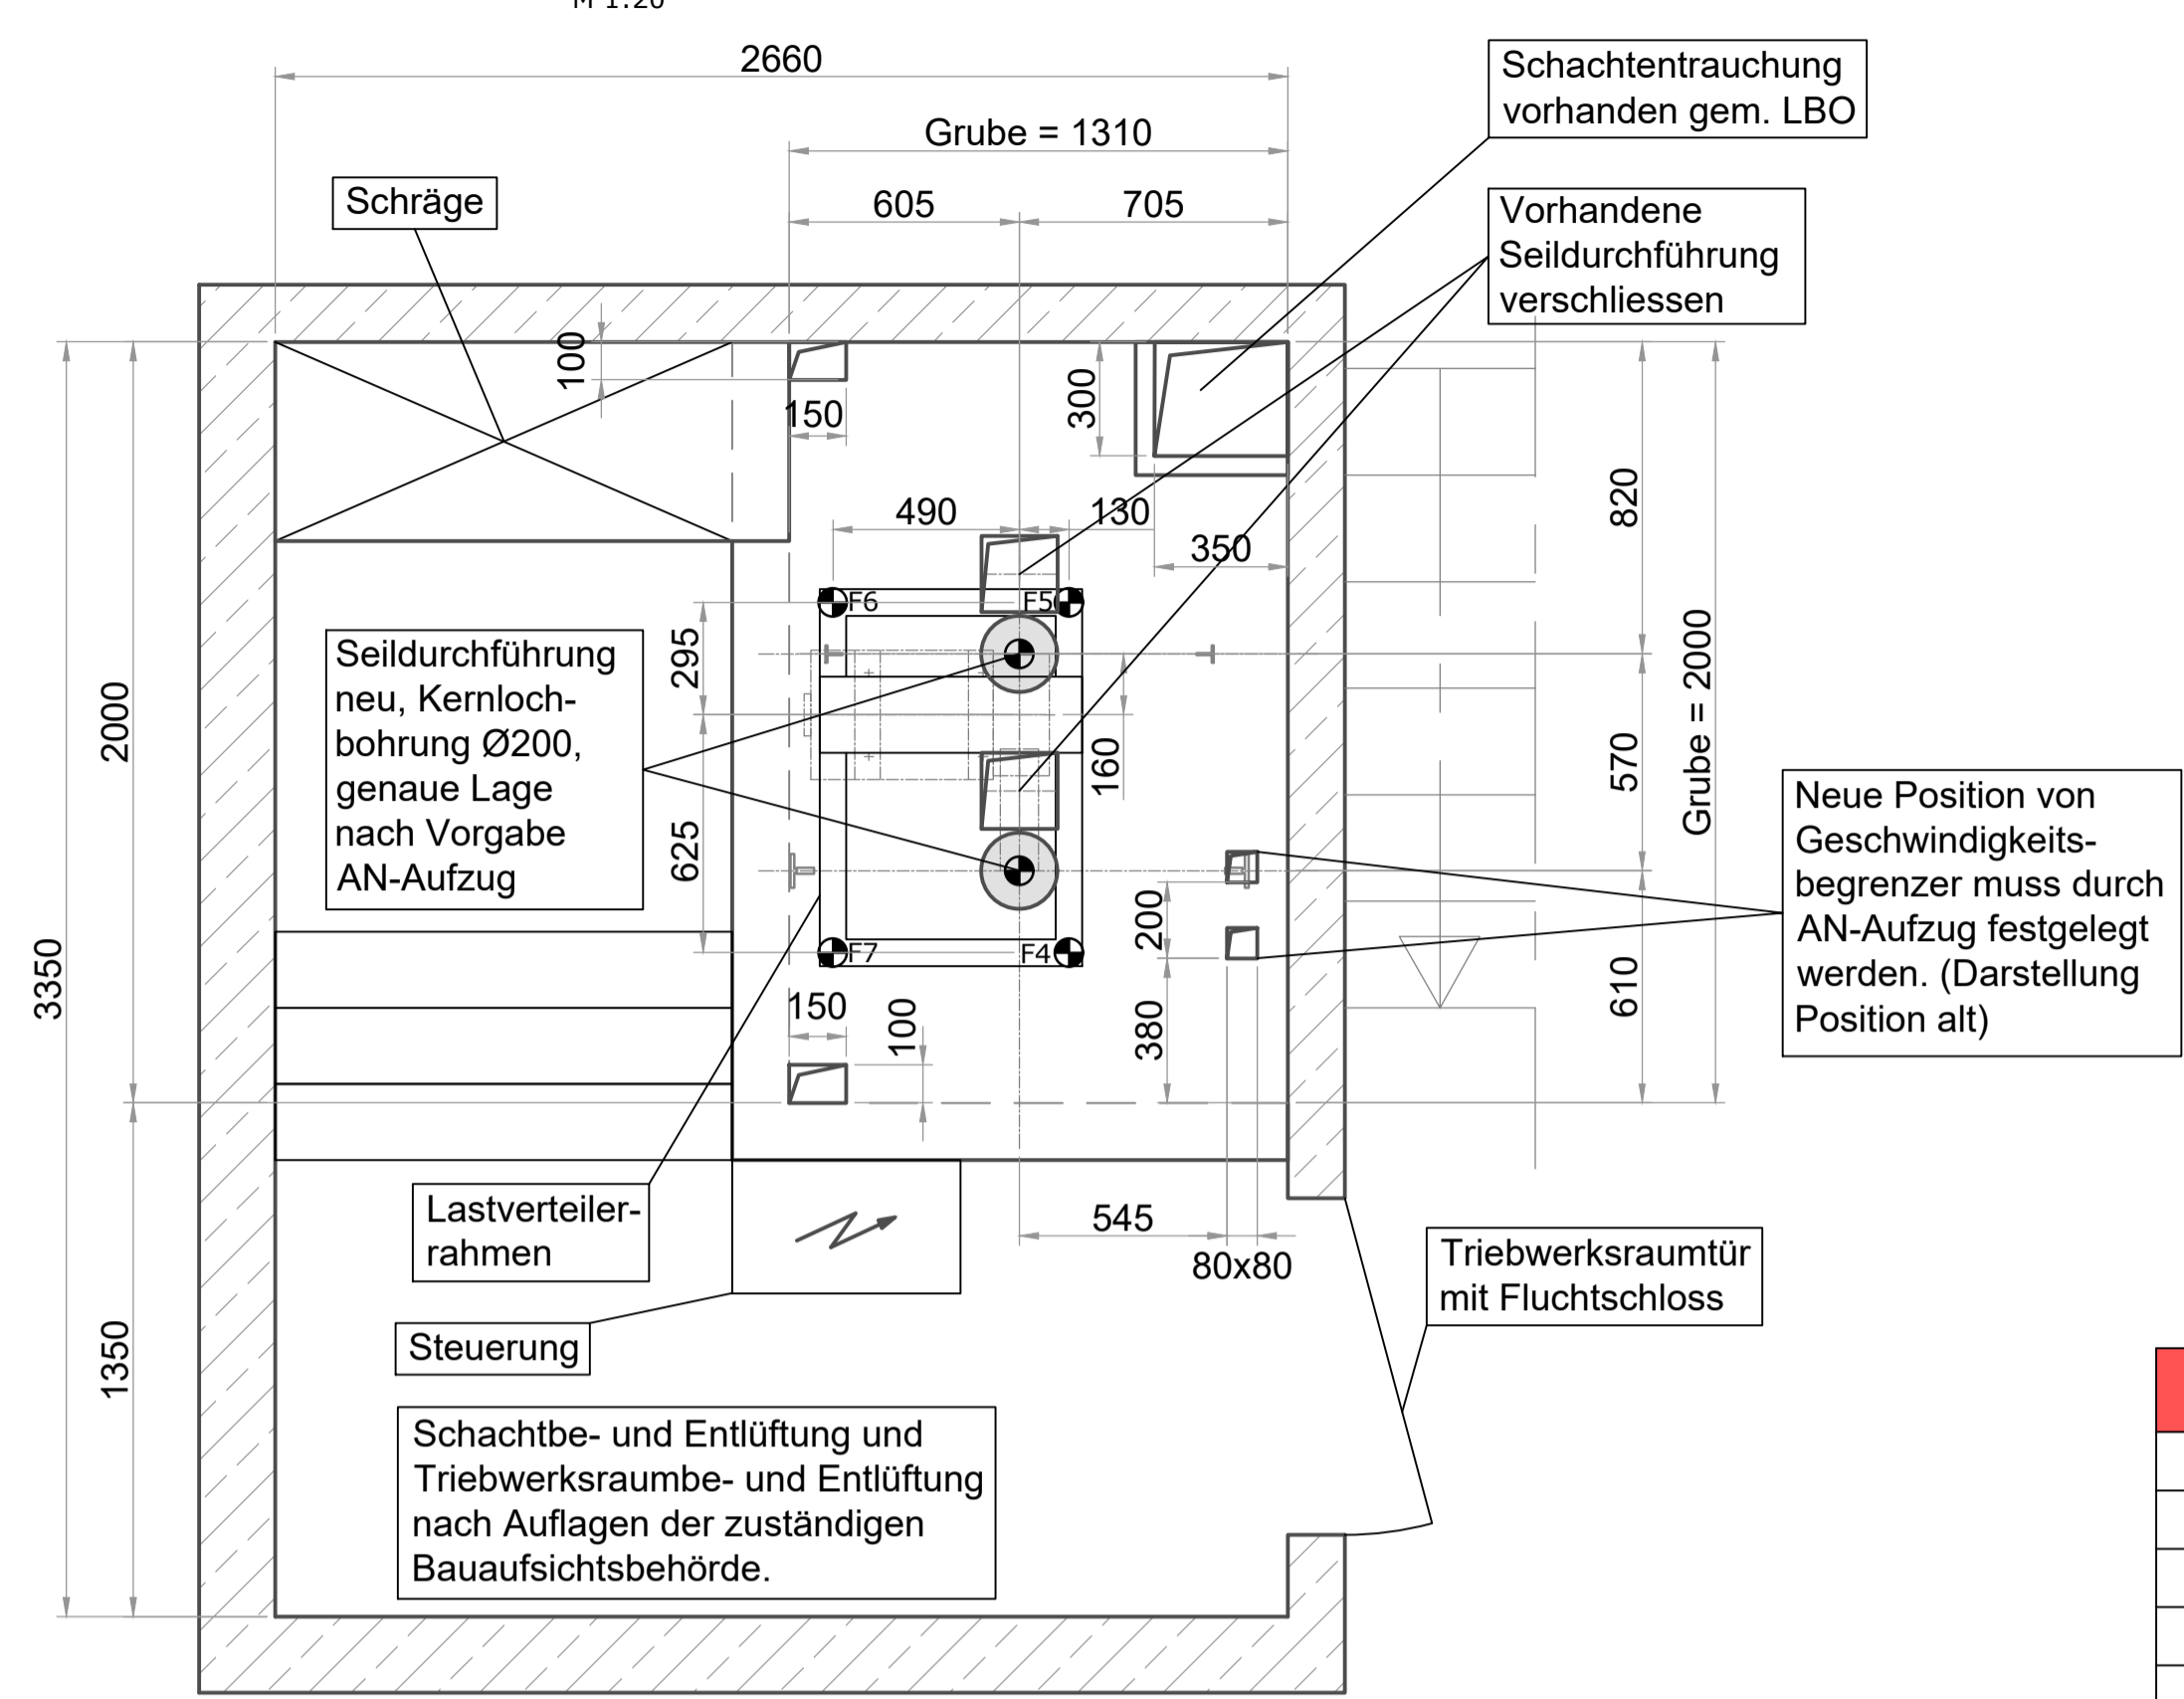 M 1:20
2660
Grube = 1310
605
705
Schachtentrauchung
vorhanden gem. LBO
Vorhandene
Seildurchführung
verschliessen
Schräge
100
150
300
490
130
350
820
F6
F5
295
160
570
Grube = 2000
2000
3350
Seildurchführung
neu, Kernloch-
bohrung Ø200,
genaue Lage
nach Vorgabe
AN-Aufzug
625
Neue Position von
Geschwindigkeits-
begrenzer muss durch
AN-Aufzug festgelegt
werden. (Darstellung
Position alt)
200
F7
F4
610
150
100
380
Lastverteiler-
rahmen
545
80x80
Triebwerksraumtür
mit Fluchtschloss
Steuerung
1350
Schachtbe- und Entlüftung und
Triebwerksraumbe- und Entlüftung
nach Auflagen der zuständigen
Bauaufsichtsbehörde.